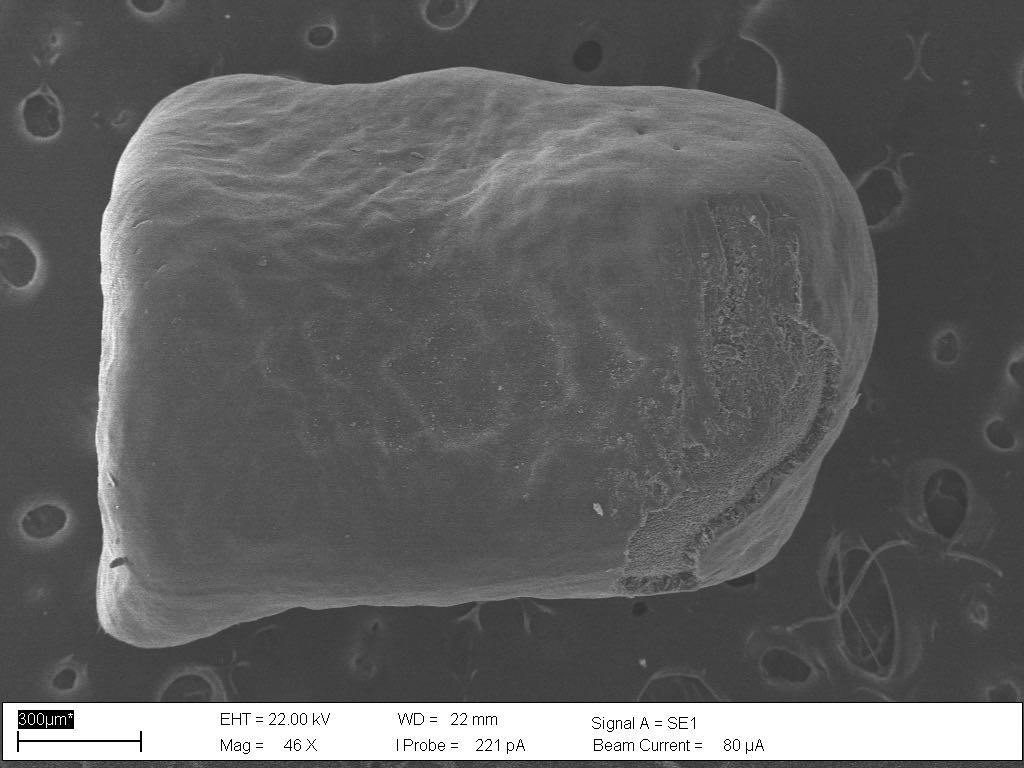 300µm* EHT = 22.00 kV WD = 22 mm Signal A = SE1
Mag = 46 X I Probe = 221 pA Beam Current = 80 µA